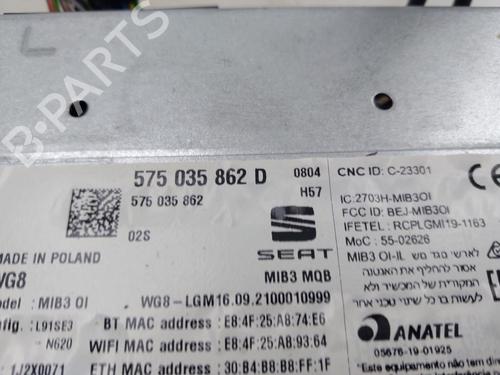 B-PARTS
575 035 862 D
0804
H57
575 035 862
02S
SEAT
MADE IN POLAND
MIB3 MQB
WG8
Model : MIB3 OI
WG8-LGM16.09.2100010999
Config. : L91SE3
BT MAC address : E8:4F:25:A8:74:E6
N620
WIFI MAC address : E8:4F:25:A8:93:64
1J2X0071
ETH MAC address : 30:B4:B8:B8:FF:1F
CNC ID: C-23301
CE
IC:2703H-MIB3OI
FCC ID: BEJ-MIB3OI
IFETEL: RCPLGMI19-1163
MoC: 55-02626
MIB3 OI-IL
ANATEL
05676-19-01925
"Este equipamento não tem direito